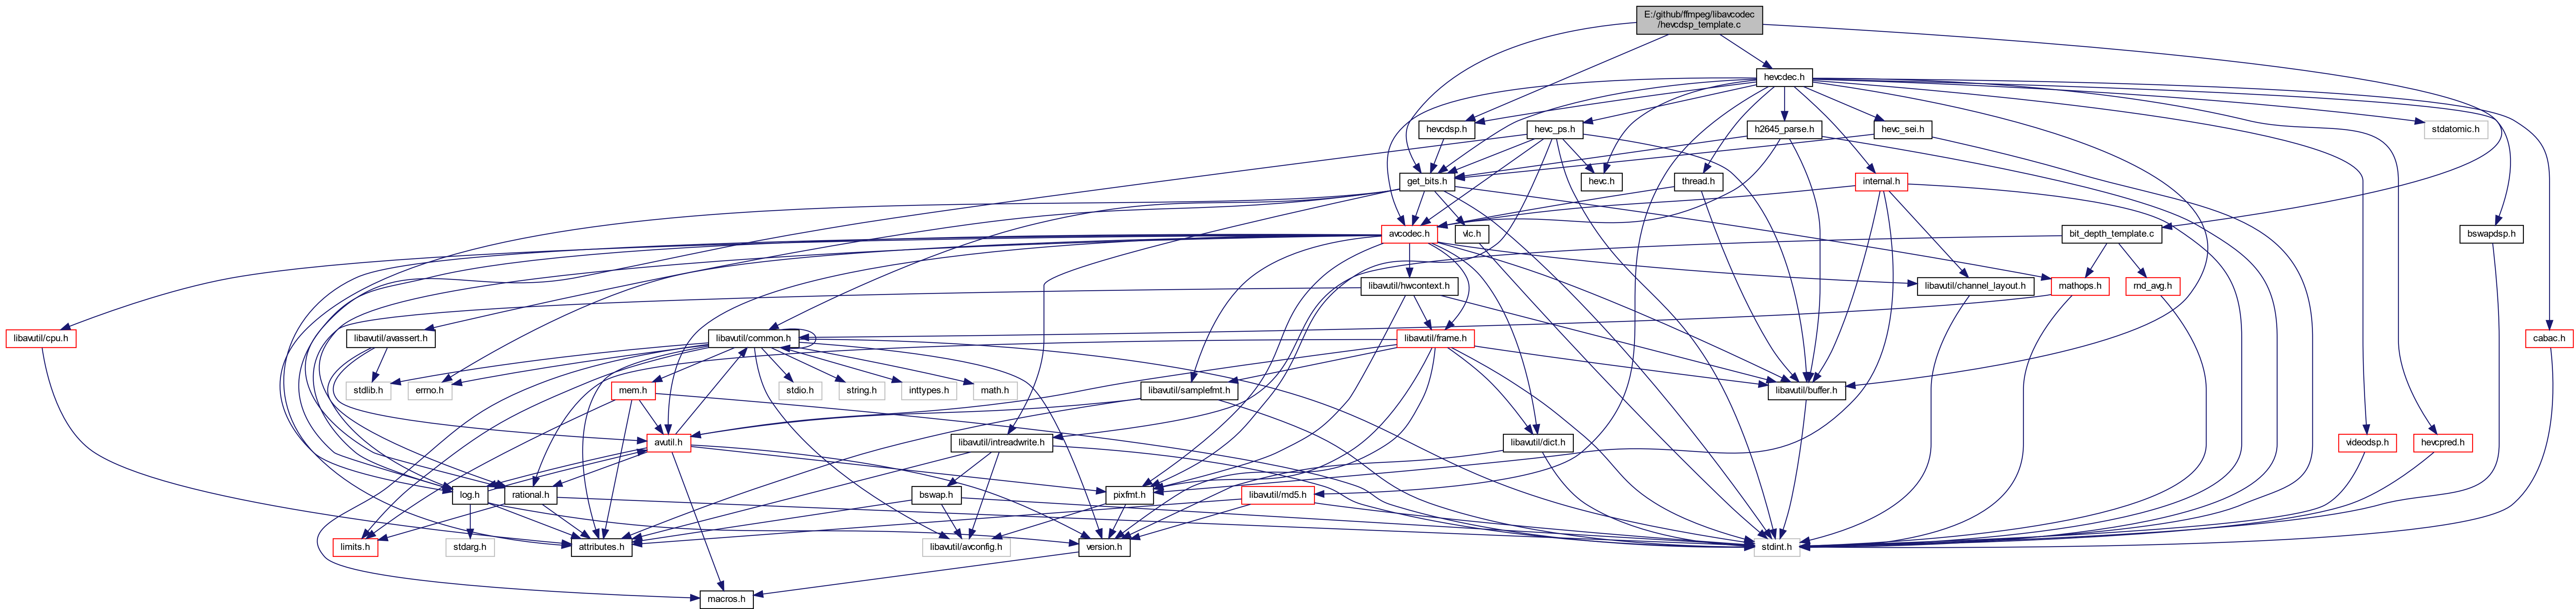 E:/github/ffmpeg/libavcodec
/hevcdsp_template.c
hevcdec.h
hevcdsp.h
hevc_ps.h
h2645_parse.h
hevc_sei.h
stdatomic.h
get_bits.h
hevc.h
thread.h
internal.h
avcodec.h
vlc.h
bit_depth_template.c
bswapdsp.h
libavutil/hwcontext.h
libavutil/channel_layout.h
mathops.h
rnd_avg.h
libavutil/cpu.h
libavutil/avassert.h
libavutil/common.h
libavutil/frame.h
cabac.h
stdlib.h
errno.h
mem.h
stdio.h
string.h
inttypes.h
math.h
libavutil/samplefmt.h
libavutil/buffer.h
avutil.h
libavutil/intreadwrite.h
libavutil/dict.h
videodsp.h
hevcpred.h
log.h
rational.h
bswap.h
pixfmt.h
libavutil/md5.h
limits.h
stdarg.h
attributes.h
libavutil/avconfig.h
version.h
stdint.h
macros.h